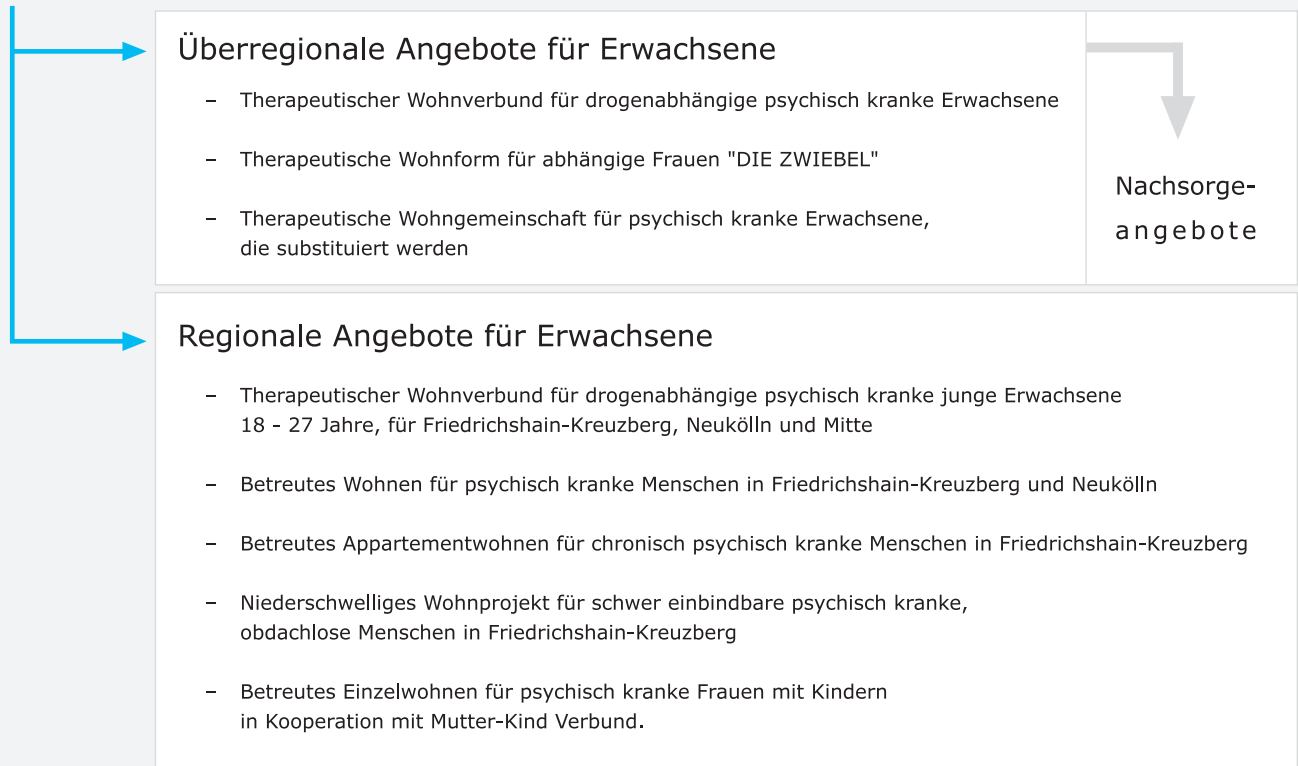 Überregionale Angebote für Erwachsene
– Therapeutischer Wohnverbund für drogenabhängige psychisch kranke Erwachsene
– Therapeutische Wohnform für abhängige Frauen "DIE ZWIEBEL"
– Therapeutische Wohngemeinschaft für psychisch kranke Erwachsene,
die substituiert werden
Nachsorge-
angebote
Regionale Angebote für Erwachsene
– Therapeutischer Wohnverbund für drogenabhängige psychisch kranke junge Erwachsene
18 - 27 Jahre, für Friedrichshain-Kreuzberg, Neukölln und Mitte
– Betreutes Wohnen für psychisch kranke Menschen in Friedrichshain-Kreuzberg und Neukölln
– Betreutes Appartementwohnen für chronisch psychisch kranke Menschen in Friedrichshain-Kreuzberg
– Niederschwelliges Wohnprojekt für schwer einbindbare psychisch kranke,
obdachlose Menschen in Friedrichshain-Kreuzberg
– Betreutes Einzelwohnen für psychisch kranke Frauen mit Kindern
in Kooperation mit Mutter-Kind Verbund.